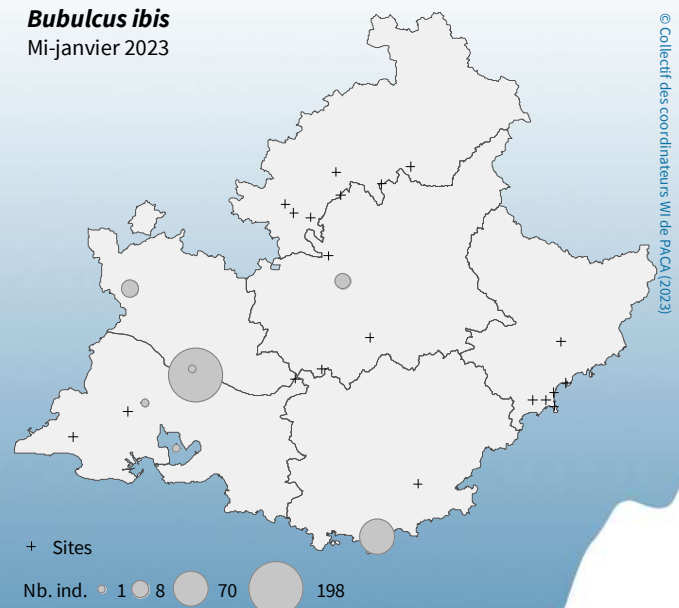 Bubulcus ibis
Mi-janvier 2023
© Collectif des coordinateurs WI de PACA (2023)
+ Sites
Nb. ind. 1 8 70 198